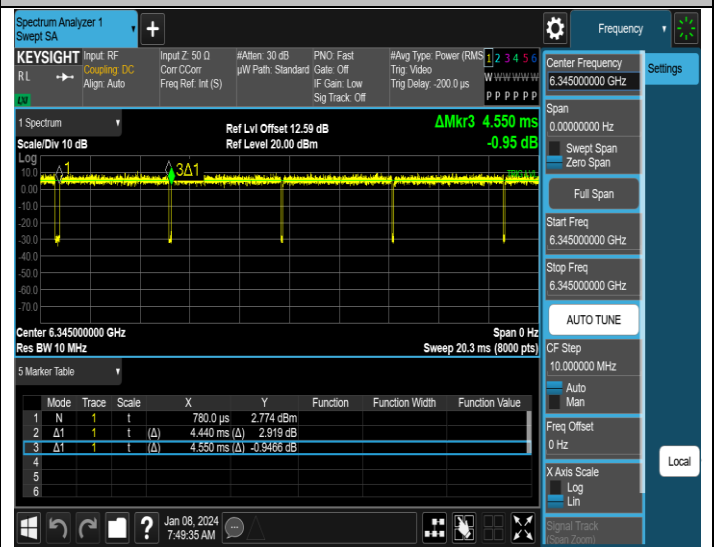 Spectrum Analyzer 1
Swept SA
+
Frequency
KEYSIGHT
RL
LXI
Input: RF
Coupling: DC
Align: Auto
Input Z: 50 Ω
Corr CCorr
Freq Ref: Int (S)
#Atten: 30 dB
µW Path: Standard
PNO: Fast
Gate: Off
IF Gain: Low
Sig Track: Off
#Avg Type: Power (RMS
Trig: Video
Trig Delay: -200.0 µs
1 2 3 4 5 6
W W W W W W
P P P P P P
1 Spectrum
Scale/Div 10 dB
Log
Ref Lvl Offset 12.59 dB
Ref Level 20.00 dBm
ΔMkr3 4.550 ms
-0.95 dB
1
3Δ1
TRIG LVL
10.0
0.00
-10.0
-20.0
-30.0
-40.0
-50.0
-60.0
-70.0
Center 6.345000000 GHz
Res BW 10 MHz
Span 0 Hz
Sweep 20.3 ms (8000 pts)
5 Marker Table
Mode Trace Scale X Y Function Function Width Function Value
1 N 1 t 780.0 µs 2.774 dBm
2 Δ1 1 t (Δ) 4.440 ms (Δ) 2.919 dB
3 Δ1 1 t (Δ) 4.550 ms (Δ) -0.9466 dB
4
5
6
?
Jan 08, 2024
7:49:35 AM
Center Frequency
6.345000000 GHz
Span
0.00000000 Hz
Swept Span
Zero Span
Full Span
Start Freq
6.345000000 GHz
Stop Freq
6.345000000 GHz
AUTO TUNE
CF Step
10.000000 MHz
Auto
Man
Freq Offset
0 Hz
X Axis Scale
Log
Lin
Signal Track
(Span Zoom)
Settings
Local